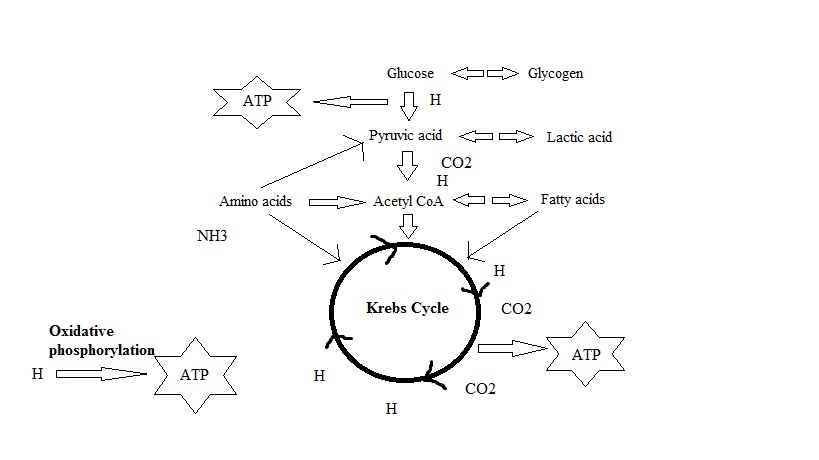 Glucose
Glycogen
ATP
H
Pyruvic acid
Lactic acid
CO2
H
Amino acids
Acetyl CoA
Fatty acids
NH3
H
Krebs Cycle
CO2
Oxidative
phosphorylation
H
ATP
ATP
H
CO2
H